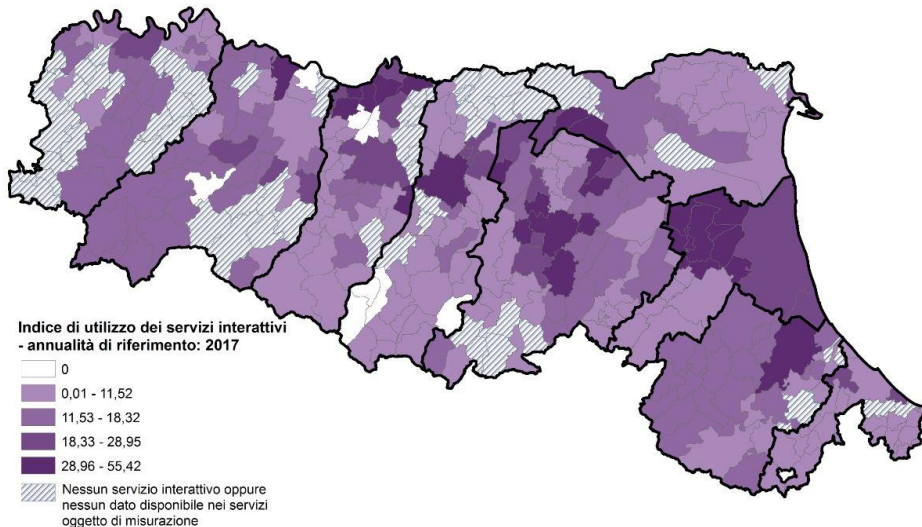 Indice di utilizzo dei servizi interattivi
- annualità di riferimento: 2017
0
0,01 - 11,52
11,53 - 18,32
18,33 - 28,95
28,96 - 55,42
Nessun servizio interattivo oppure
nessun dato disponibile nei servizi
oggetto di misurazione